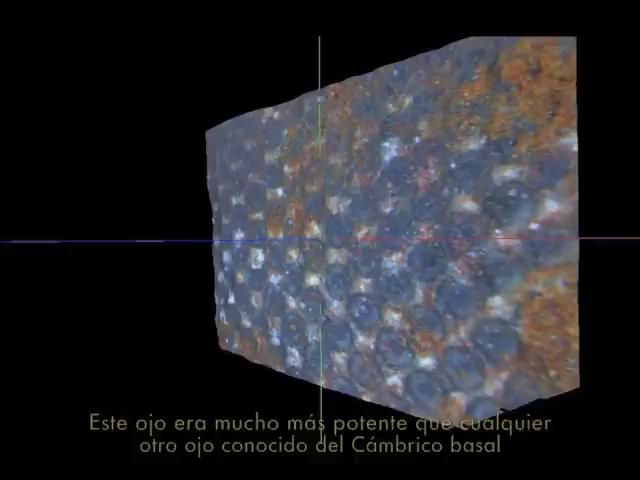 Este ojo era mucho más potente que cualquier
otro ojo conocido del Cámbrico basal